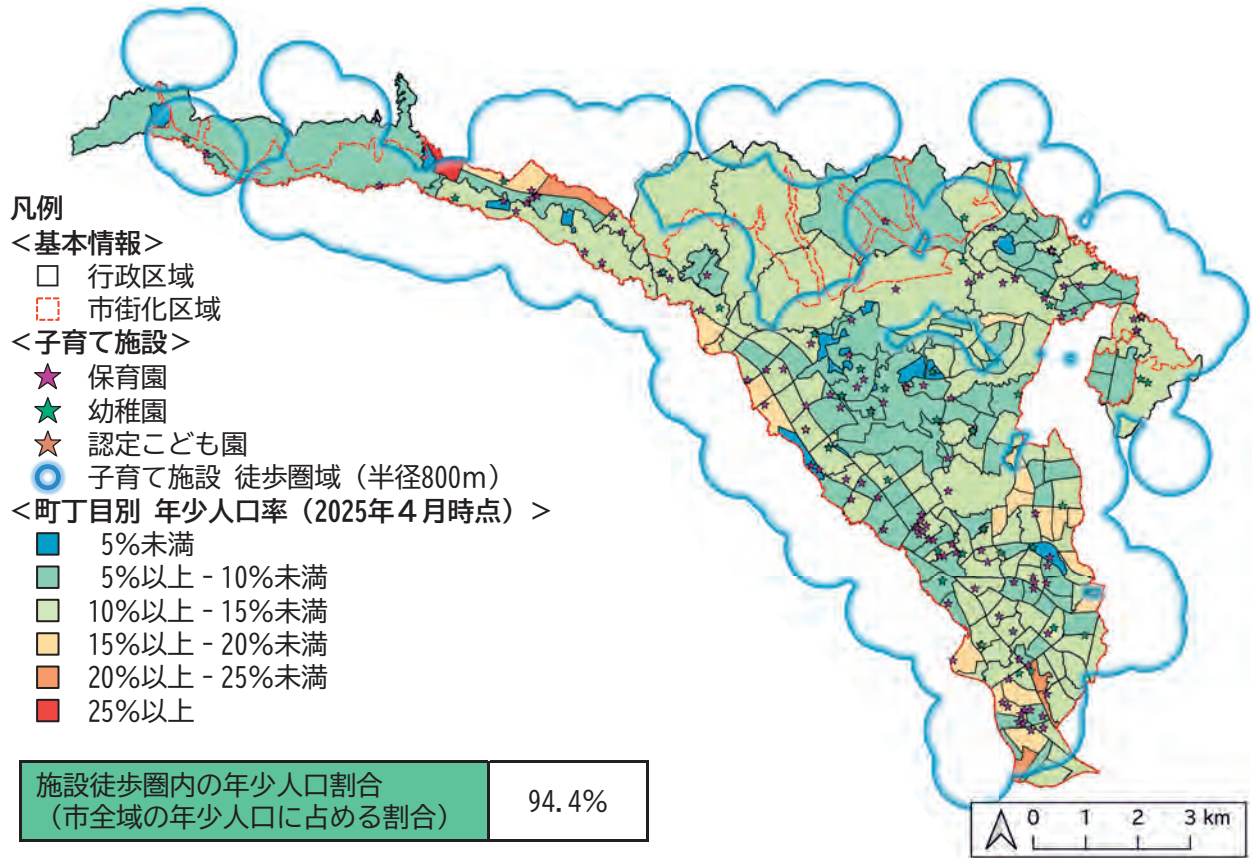 凡例
<基本情報>
行政区域
市街化区域
<子育て施設>
保育園
幼稚園
認定こども園
子育て施設 徒歩圏域（半径800m）
<町丁目別 年少人口率（2025年４月時点）>
5%未満
5%以上 - 10%未満
10%以上 - 15%未満
15%以上 - 20%未満
20%以上 - 25%未満
25%以上
施設徒歩圏内の年少人口割合
（市全域の年少人口に占める割合）
94.4%
0 1 2 3 km